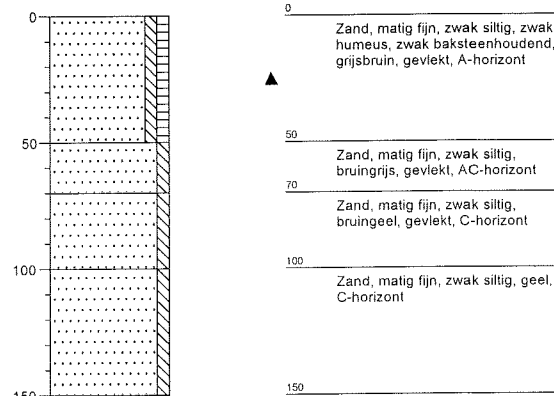 0
50
100
150
0
Zand, matig fijn, zwak siltig, zwak
humeus, zwak baksteenhoudend,
grijsbruin, gevlekt, A-horizont
50
Zand, matig fijn, zwak siltig,
bruingrijs, gevlekt, AC-horizont
70
Zand, matig fijn, zwak siltig,
bruingeel, gevlekt, C-horizont
100
Zand, matig fijn, zwak siltig, geel,
C-horizont
150